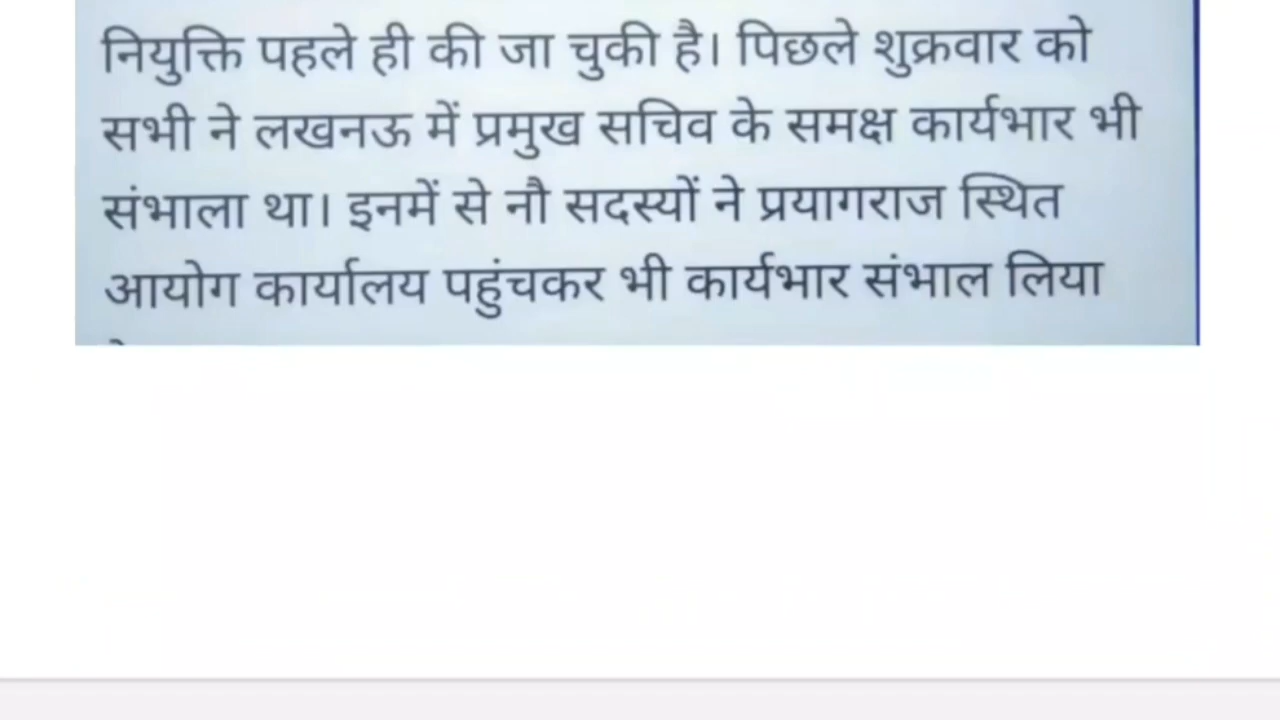 नियुक्ति पहले ही की जा चुकी है। पिछले शुक्रवार को
सभी ने लखनऊ में प्रमुख सचिव के समक्ष कार्यभार भी
संभाला था। इनमें से नौ सदस्यों ने प्रयागराज स्थित
आयोग कार्यालय पहुंचकर भी कार्यभार संभाल लिया